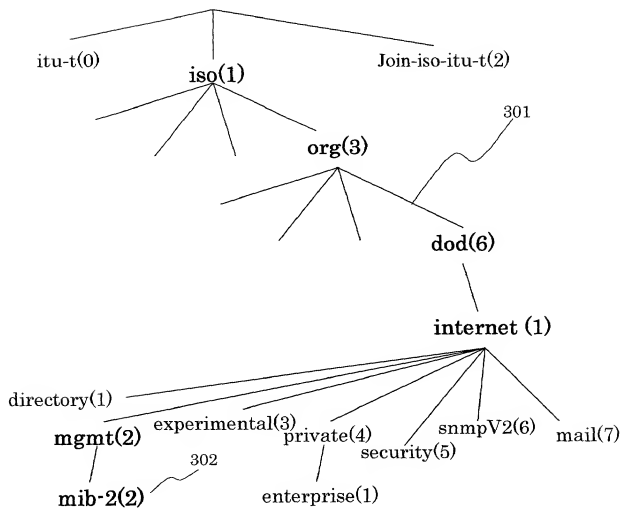 itu-t(0)
Join-iso-itu-t(2)
iso(1)
301
org(3)
dod(6)
internet (1)
directory(1)
experimental(3)
snmpV2(6)
mgmt(2)
private(4)
mail(7)
security(5)
302
mib-2(2)
enterprise(1)